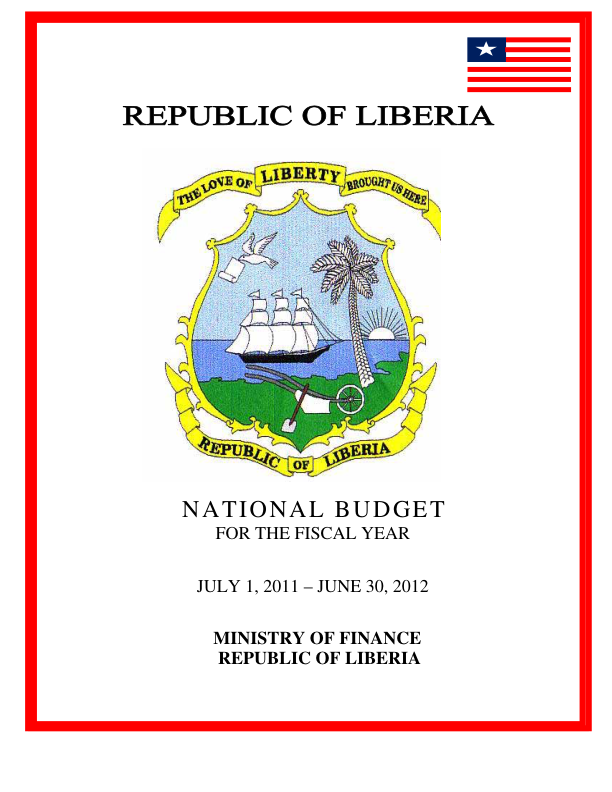 REPUBLIC OF LIBERIA
THE LOVE OF LIBERTY BROUGHT US HERE
REPUBLIC OF LIBERIA
NATIONAL BUDGET
FOR THE FISCAL YEAR
JULY 1, 2011 – JUNE 30, 2012
MINISTRY OF FINANCE
REPUBLIC OF LIBERIA